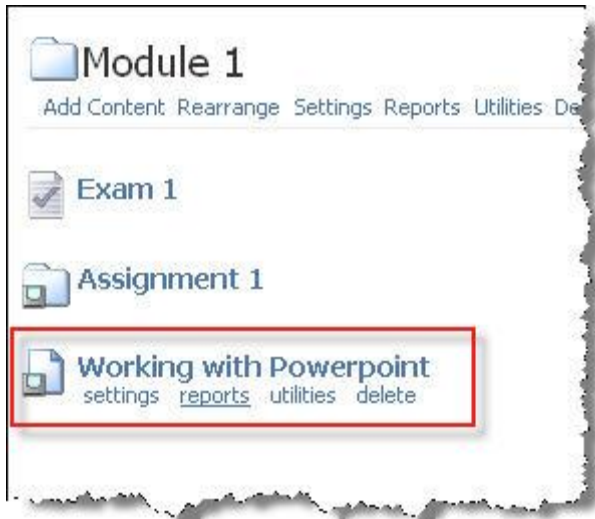 Module 1
Add Content Rearrange Settings Reports Utilities
Exam 1
Assignment 1
Working with Powerpoint
settings reports utilities delete